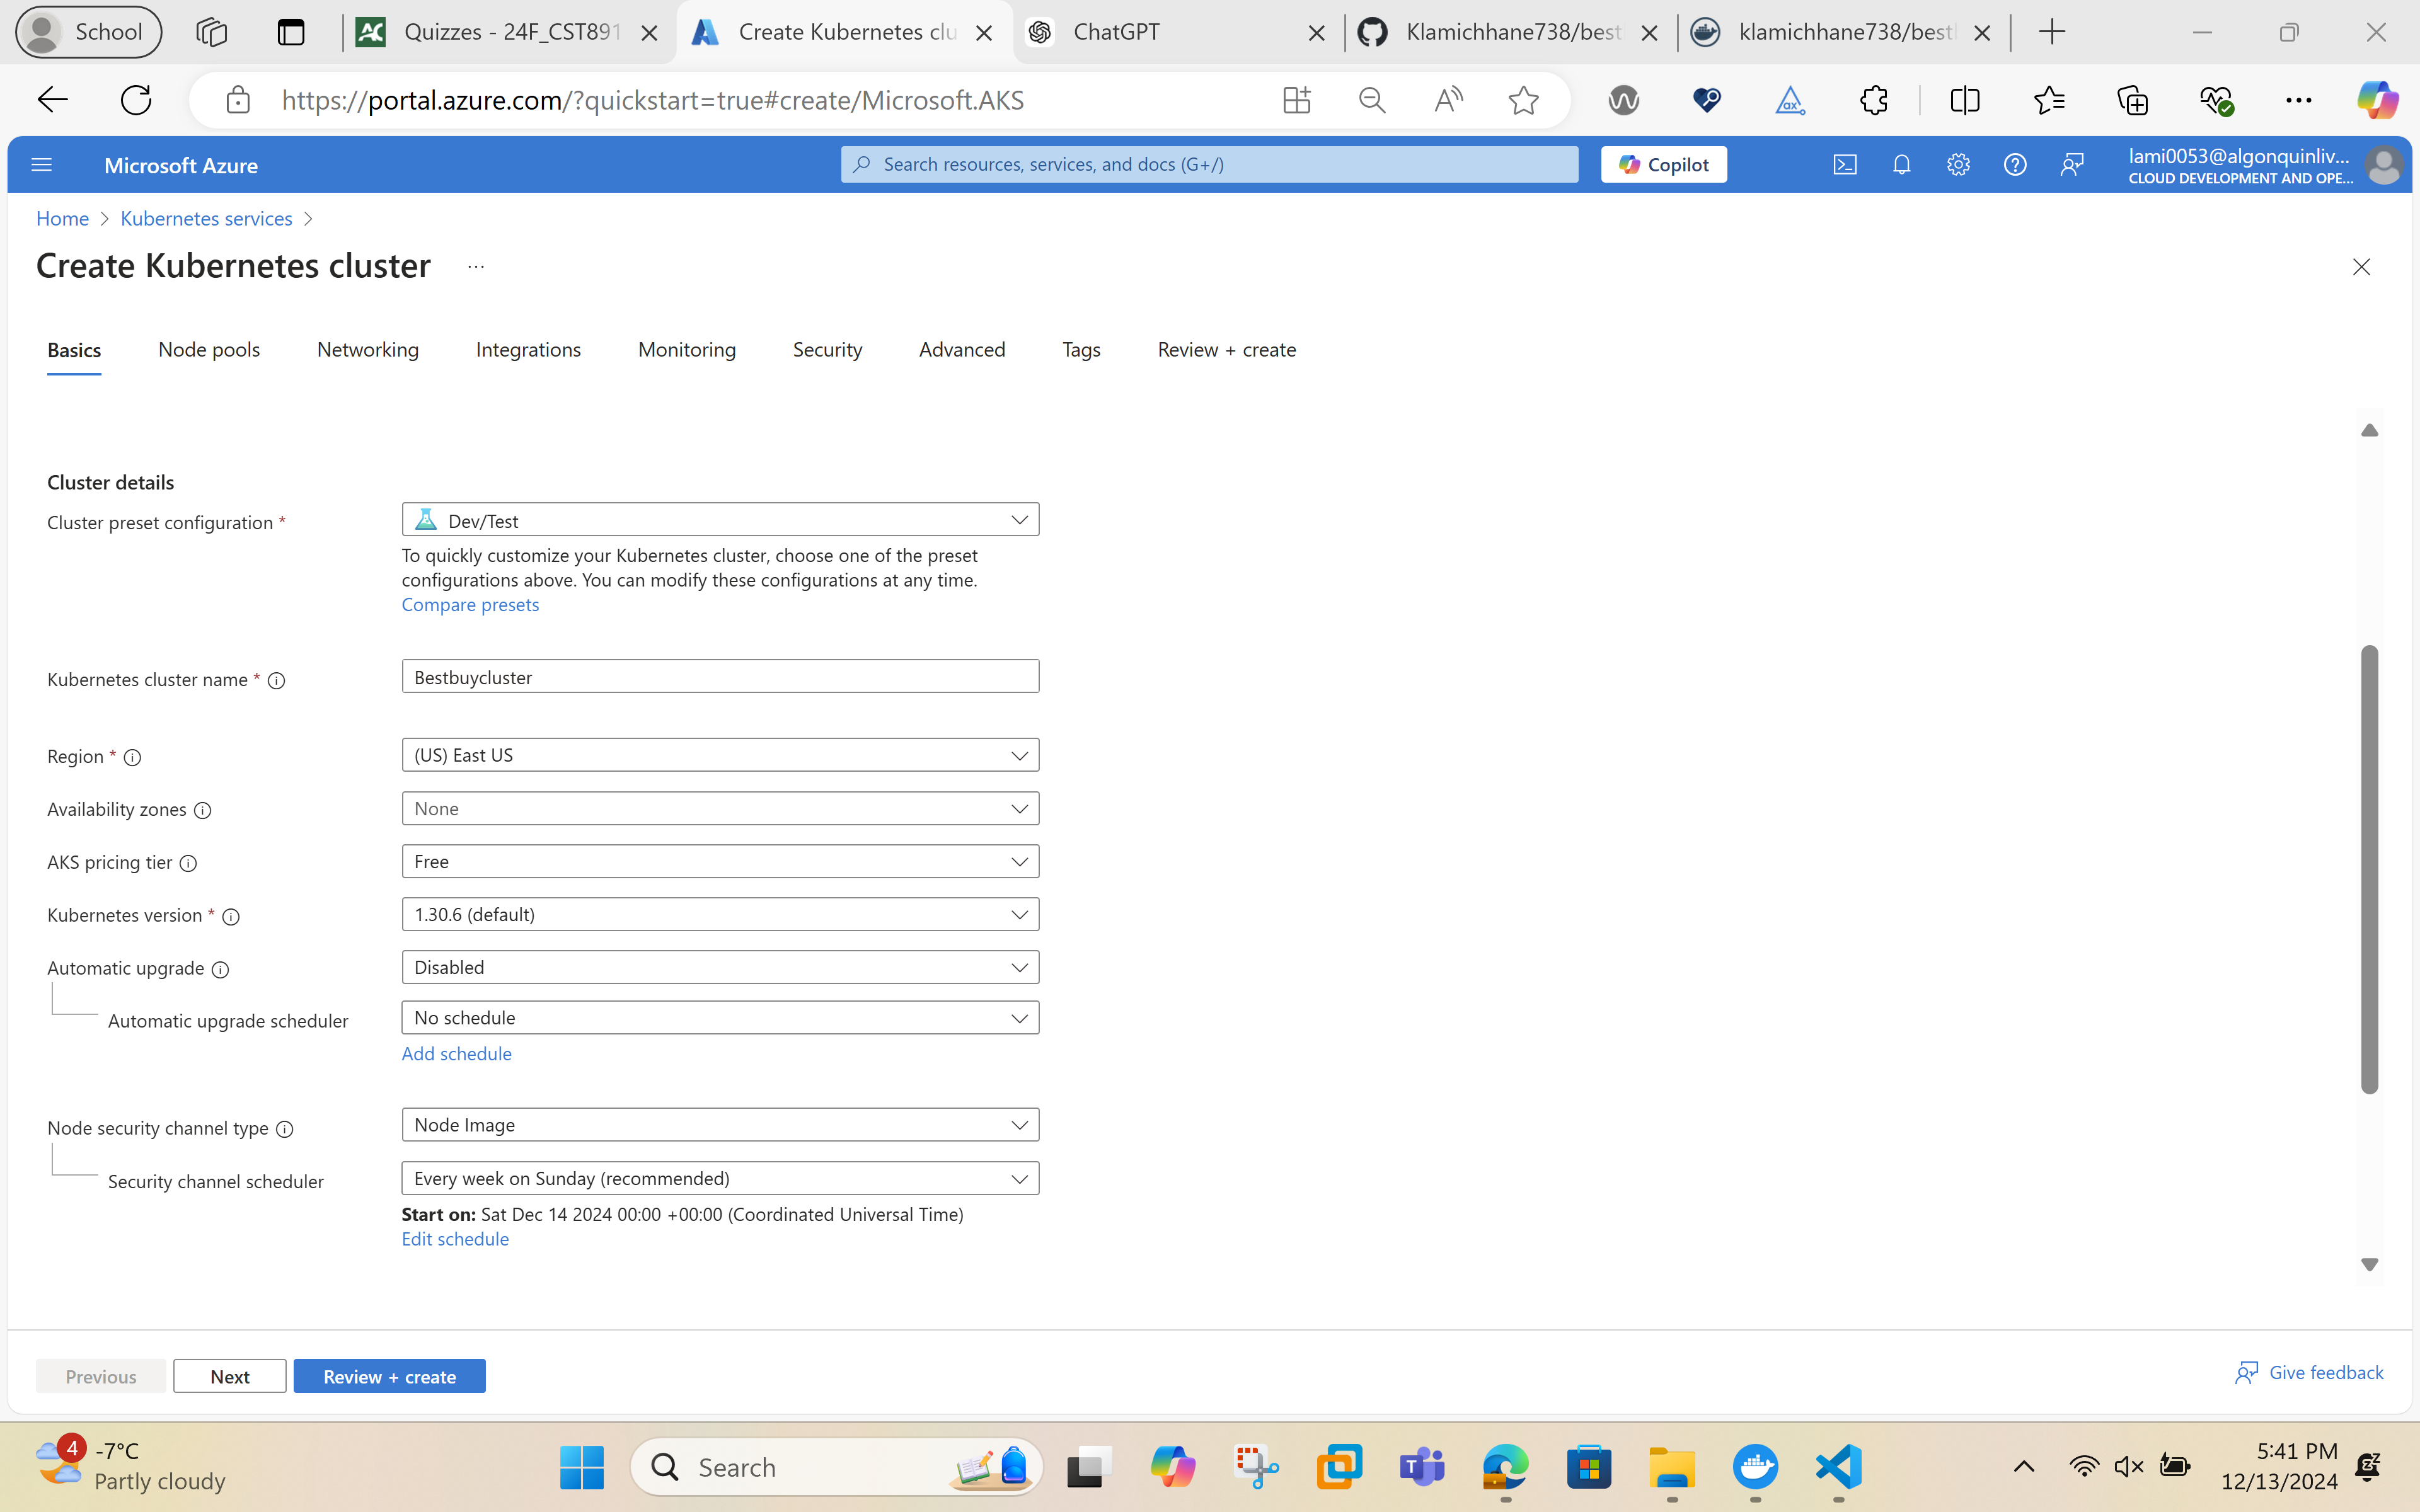 School
Quizzes - 24F_CST891
Create Kubernetes clu
ChatGPT
Klamichhane738/best
klamichhane738/best
https://portal.azure.com/?quickstart=true#create/Microsoft.AKS
Microsoft Azure
Search resources, services, and docs (G+/)
Copilot
lami0053@algonquinliv...
CLOUD DEVELOPMENT AND OPE...
Home > Kubernetes services >
Create Kubernetes cluster ...
Basics Node pools Networking Integrations Monitoring Security Advanced Tags Review + create
Cluster details
Cluster preset configuration *
Dev/Test
To quickly customize your Kubernetes cluster, choose one of the preset
configurations above. You can modify these configurations at any time.
Compare presets
Kubernetes cluster name *
Bestbuycluster
Region *
(US) East US
Availability zones
None
AKS pricing tier
Free
Kubernetes version *
1.30.6 (default)
Automatic upgrade
Disabled
Automatic upgrade scheduler
No schedule
Add schedule
Node security channel type
Node Image
Security channel scheduler
Every week on Sunday (recommended)
Start on: Sat Dec 14 2024 00:00 +00:00 (Coordinated Universal Time)
Edit schedule
Previous
Next
Review + create
Give feedback
4
-7°C
Partly cloudy
Search
5:41 PM
12/13/2024